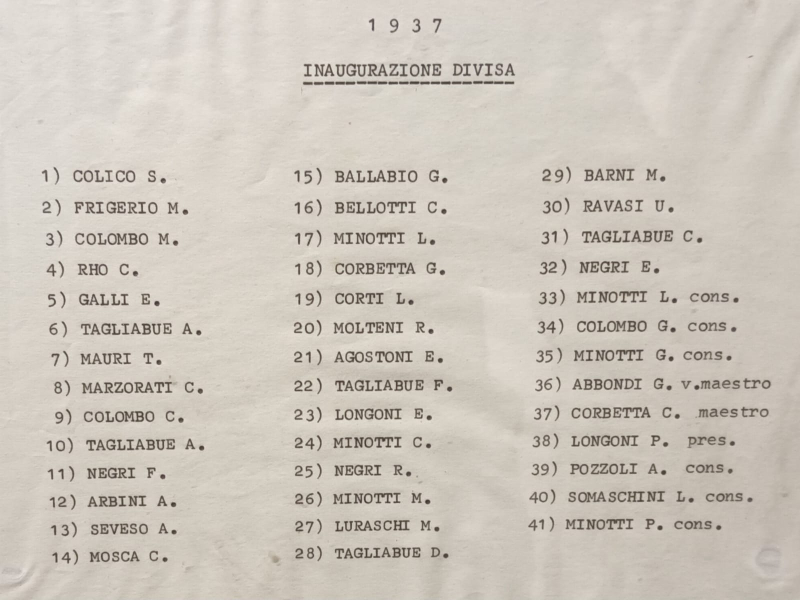 1 9 3 7
INAUGURAZIONE DIVISA
1) COLICO S.
2) FRIGERIO M.
3) COLOMBO M.
4) RHO C.
5) GALLI E.
6) TAGLIABUE A.
7) MAURI T.
8) MARZORATI C.
9) COLOMBO C.
10) TAGLIABUE A.
11) NEGRI F.
12) ARBINI A.
13) SEVESO A.
14) MOSCA C.
15) BALLABIO G.
16) BELLOTTI C.
17) MINOTTI L.
18) CORBETTA G.
19) CORTI L.
20) MOLTENI R.
21) AGOSTONI E.
22) TAGLIABUE F.
23) LONGONI E.
24) MINOTTI C.
25) NEGRI R.
26) MINOTTI M.
27) LURASCHI M.
28) TAGLIABUE D.
29) BARNI M.
30) RAVASI U.
31) TAGLIABUE C.
32) NEGRI E.
33) MINOTTI L. cons.
34) COLOMBO G. cons.
35) MINOTTI G. cons.
36) ABBONDI G. v.maestro
37) CORBETTA C. maestro
38) LONGONI P. pres.
39) POZZOLI A. cons.
40) SOMASCHINI L. cons.
41) MINOTTI P. cons.